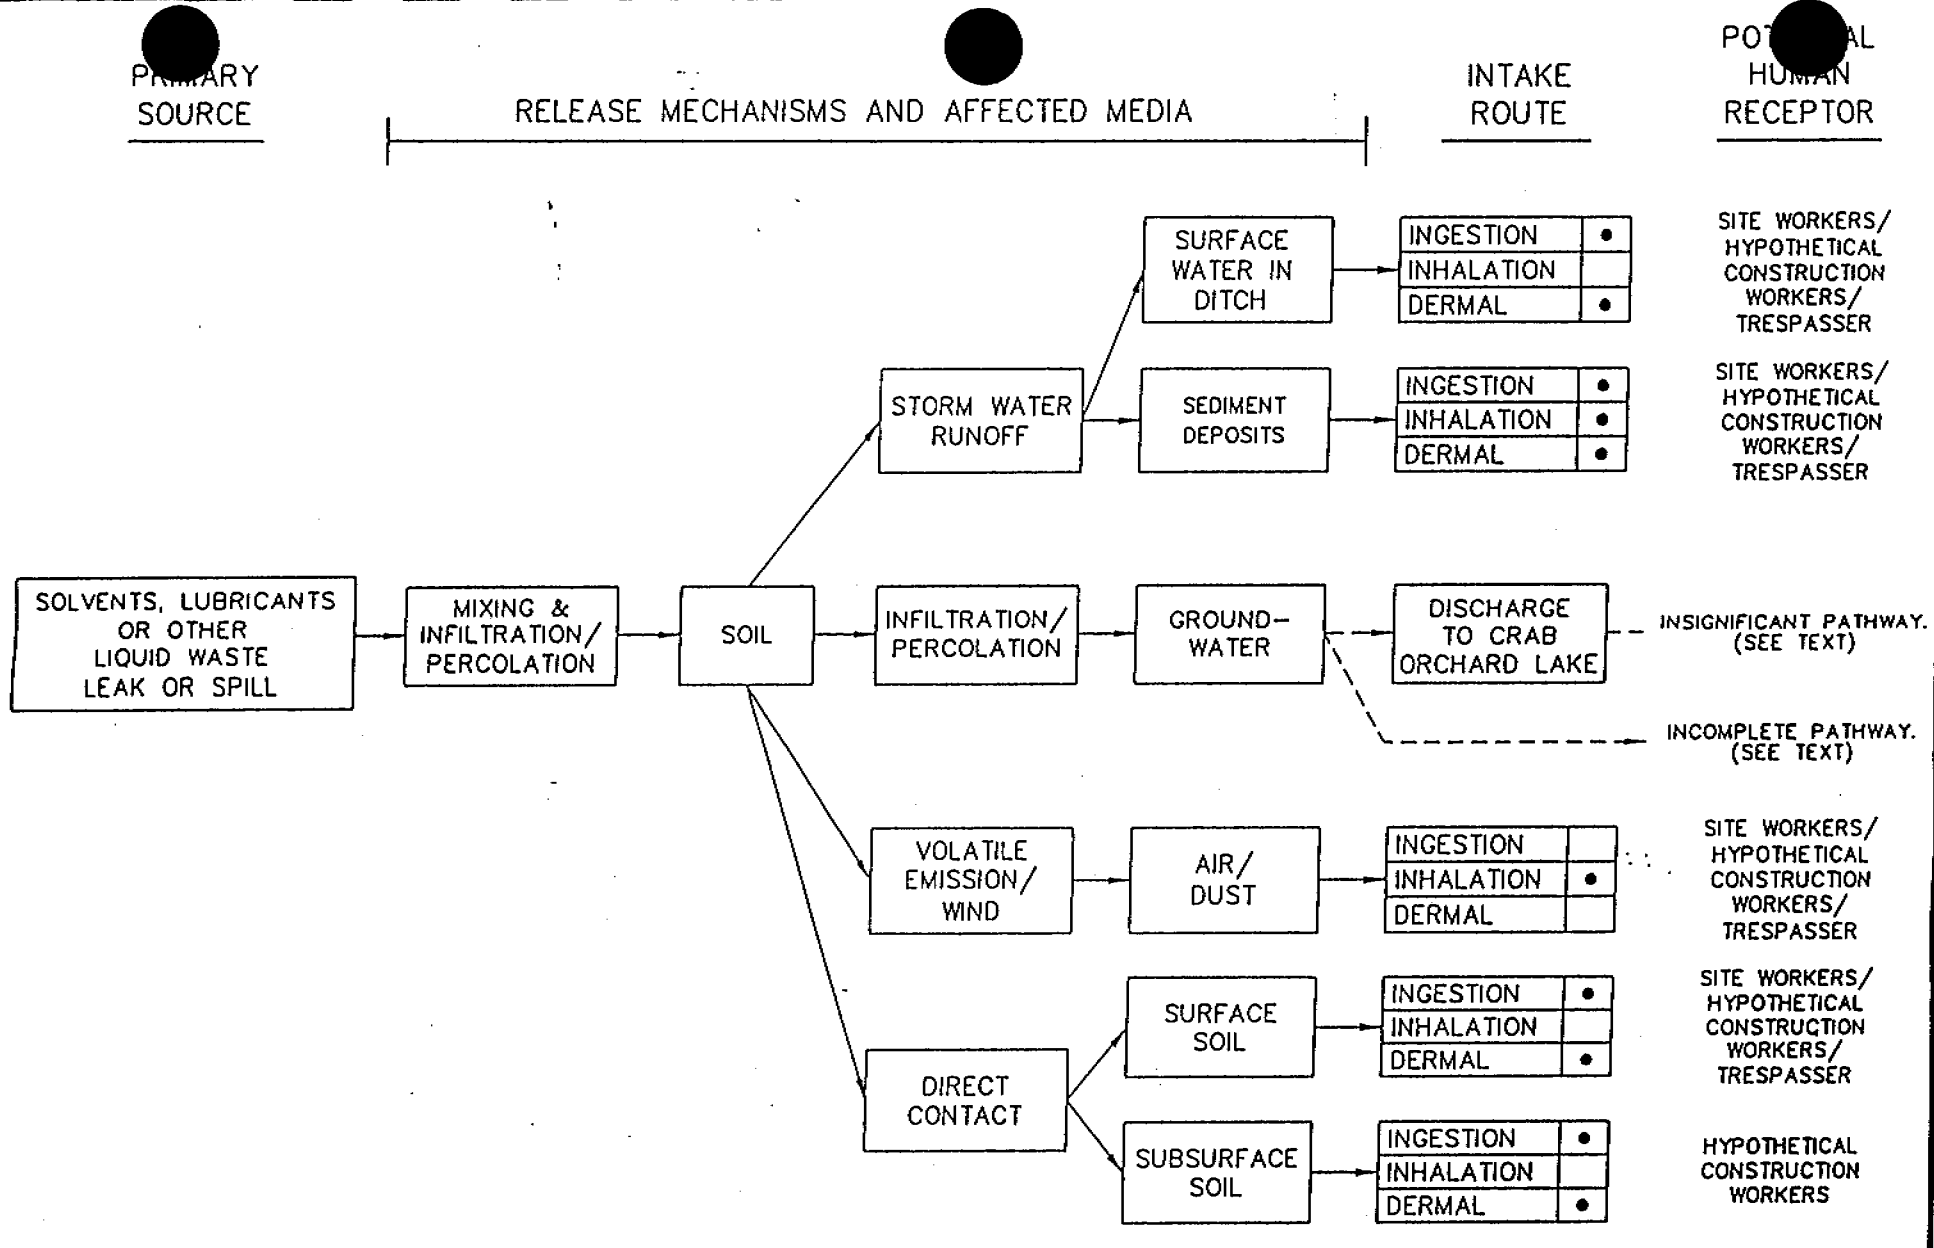 PRIMARY
SOURCE
RELEASE MECHANISMS AND AFFECTED MEDIA
INTAKE
ROUTE
HUMAN
RECEPTOR
SURFACE
WATER IN
DITCH
INGESTION
INHALATION
DERMAL
SITE WORKERS/
HYPOTHETICAL
CONSTRUCTION
WORKERS/
TRESPASSER
STORM WATER
RUNOFF
SEDIMENT
DEPOSITS
INGESTION
INHALATION
DERMAL
SITE WORKERS/
HYPOTHETICAL
CONSTRUCTION
WORKERS/
TRESPASSER
SOLVENTS, LUBRICANTS
OR OTHER
LIQUID WASTE
LEAK OR SPILL
MIXING &
INFILTRATION/
PERCOLATION
SOIL
INFILTRATION/
PERCOLATION
GROUND-
WATER
DISCHARGE
TO CRAB
ORCHARD LAKE
INSIGNIFICANT PATHWAY.
(SEE TEXT)
INCOMPLETE PATHWAY.
(SEE TEXT)
VOLATILE
EMISSION/
WIND
AIR/
DUST
INGESTION
INHALATION
DERMAL
SITE WORKERS/
HYPOTHETICAL
CONSTRUCTION
WORKERS/
TRESPASSER
DIRECT
CONTACT
SURFACE
SOIL
INGESTION
INHALATION
DERMAL
SITE WORKERS/
HYPOTHETICAL
CONSTRUCTION
WORKERS/
TRESPASSER
SUBSURFACE
SOIL
INGESTION
INHALATION
DERMAL
HYPOTHETICAL
CONSTRUCTION
WORKERS